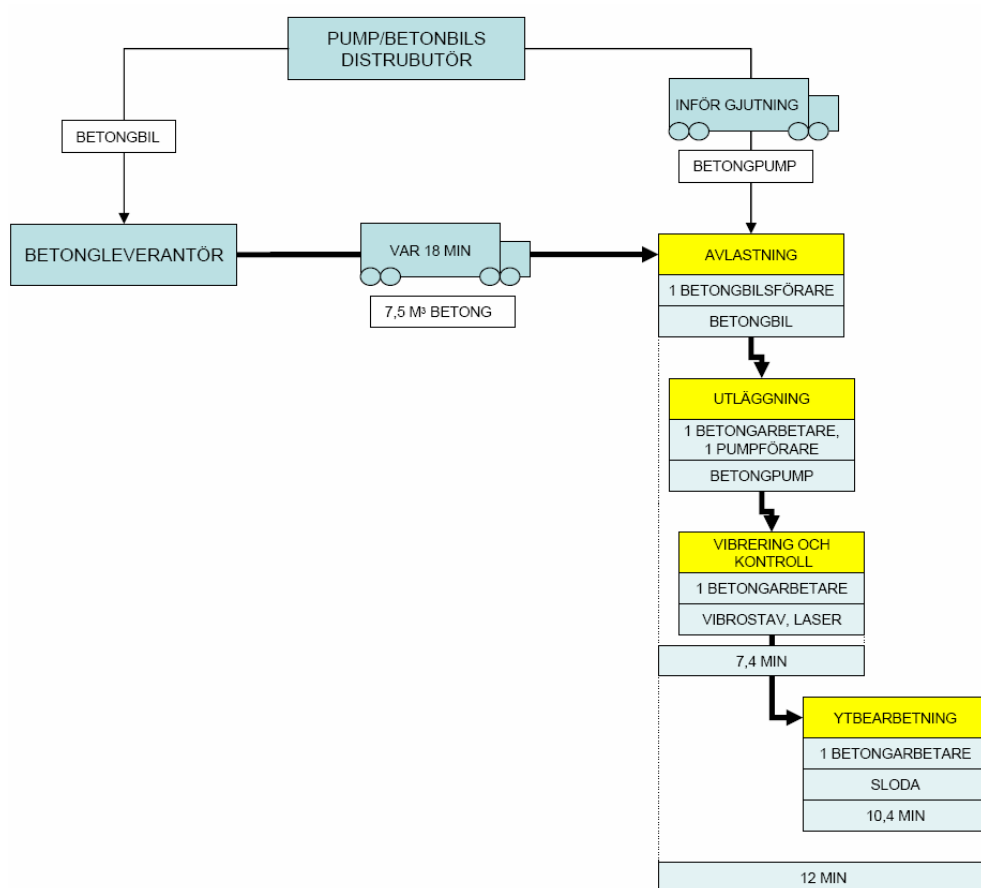 PUMP/BETONBILS
DISTRUBUTÖR
INFÖR GJUTNING
BETONGBIL
BETONGPUMP
BETONGLEVERANTÖR
VAR 18 MIN
7,5 M³ BETONG
AVLASTNING
1 BETONGBILSFÖRARE
BETONGBIL
UTLÄGGNING
1 BETONGARBETARE,
1 PUMPFÖRARE
BETONGPUMP
VIBRERING OCH
KONTROLL
1 BETONGARBETARE
VIBROSTAV, LASER
7,4 MIN
YTBEARBETNING
1 BETONGARBETARE
SLODA
10,4 MIN
12 MIN